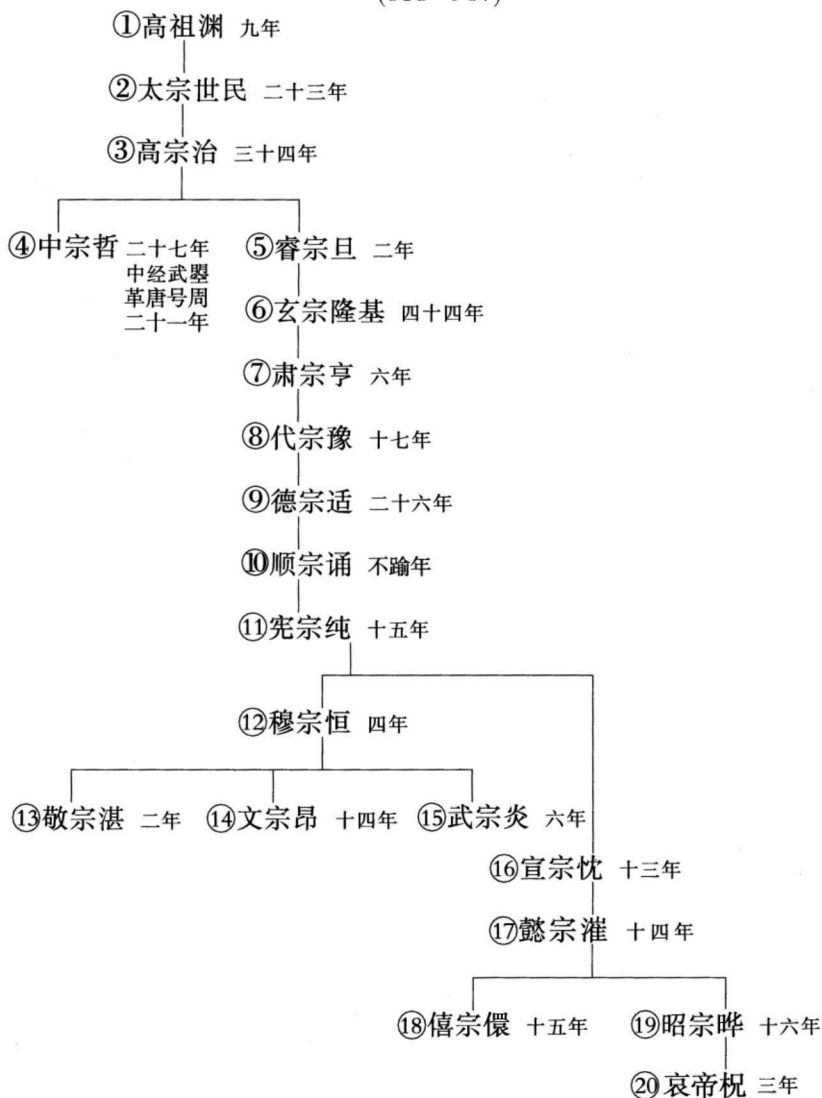 ①高祖渊 九年
②太宗世民 二十三年
③高宗治 三十四年
④中宗哲 二十七年
中经武曌
革唐号周
二十一年
⑤睿宗旦 二年
⑥玄宗隆基 四十四年
⑦肃宗亨 六年
⑧代宗豫 十七年
⑨德宗适 二十六年
⑩顺宗诵 不踰年
⑪宪宗纯 十五年
⑫穆宗恒 四年
⑬敬宗湛 二年
⑭文宗昂 十四年
⑮武宗炎 六年
⑯宣宗忱 十三年
⑰懿宗漼 十四年
⑱僖宗儇 十五年
⑲昭宗晔 十六年
⑳哀帝柷 三年